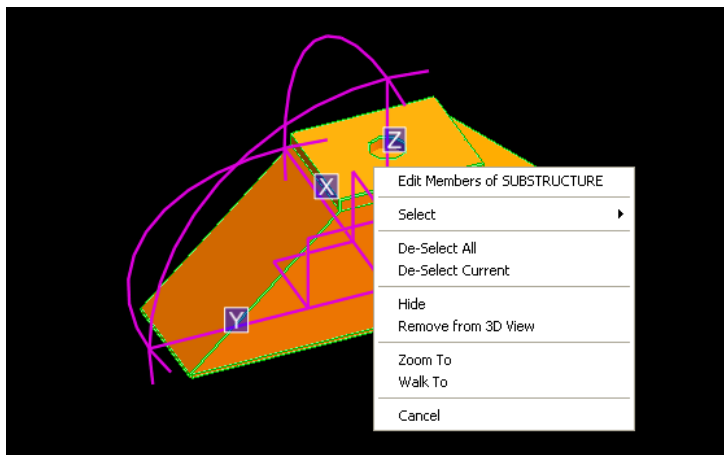 Z
X
Y
Edit Members of SUBSTRUCTURE
Select
De-Select All
De-Select Current
Hide
Remove from 3D View
Zoom To
Walk To
Cancel